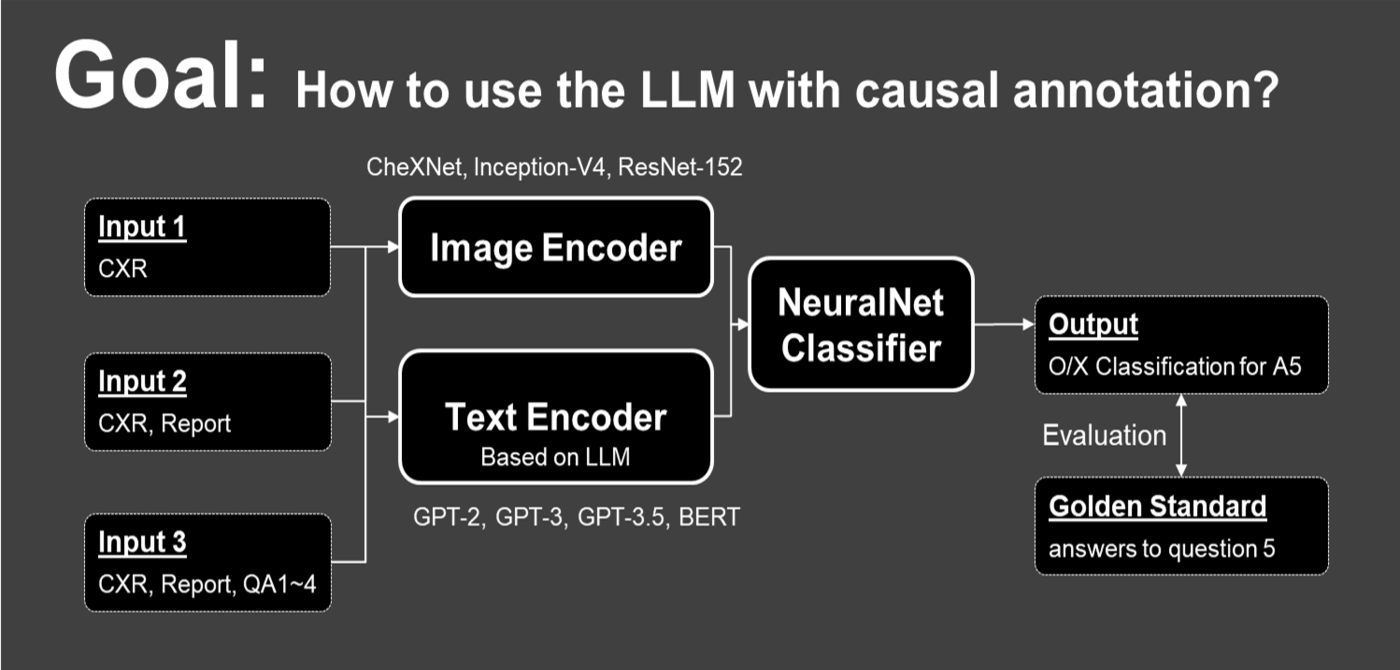 Goal: How to use the LLM with causal annotation?
CheXNet, Inception-V4, ResNet-152
Input 1
CXR
Image Encoder
Input 2
CXR, Report
Text Encoder
Based on LLM
GPT-2, GPT-3, GPT-3.5, BERT
Input 3
CXR, Report, QA1~4
NeuralNet
Classifier
Output
O/X Classification for A5
Evaluation
Golden Standard
answers to question 5